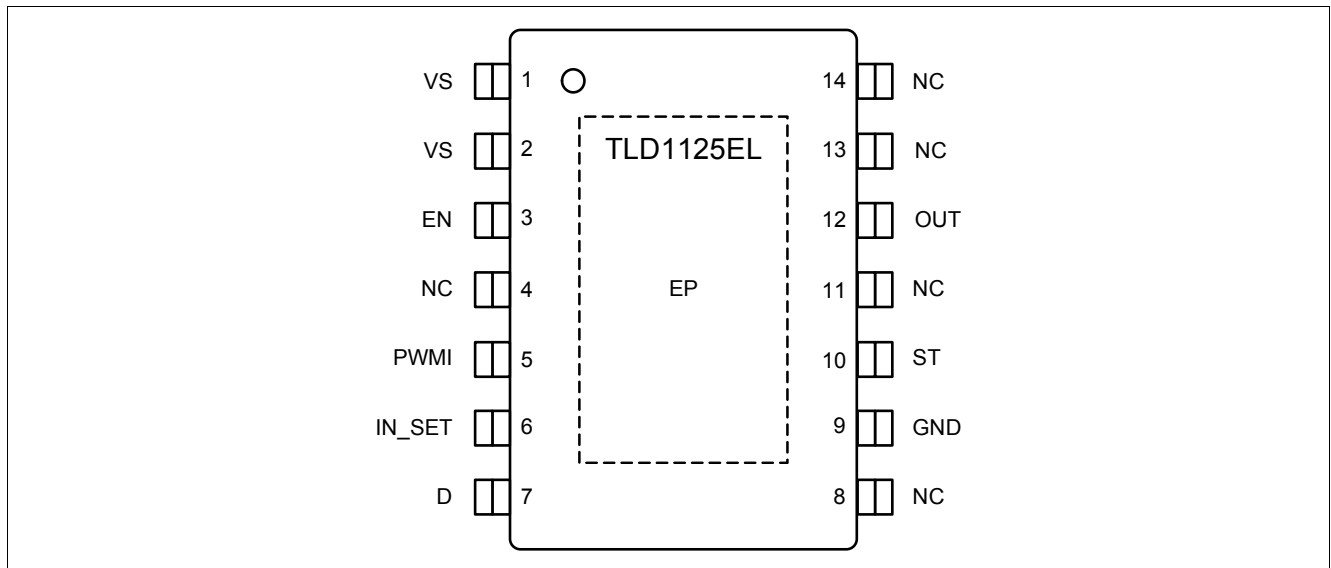 VS 1 14 NC
VS 2 TLD1125EL 13 NC
EN 3 12 OUT
NC 4 EP 11 NC
PWMI 5 10 ST
IN_SET 6 9 GND
D 7 8 NC